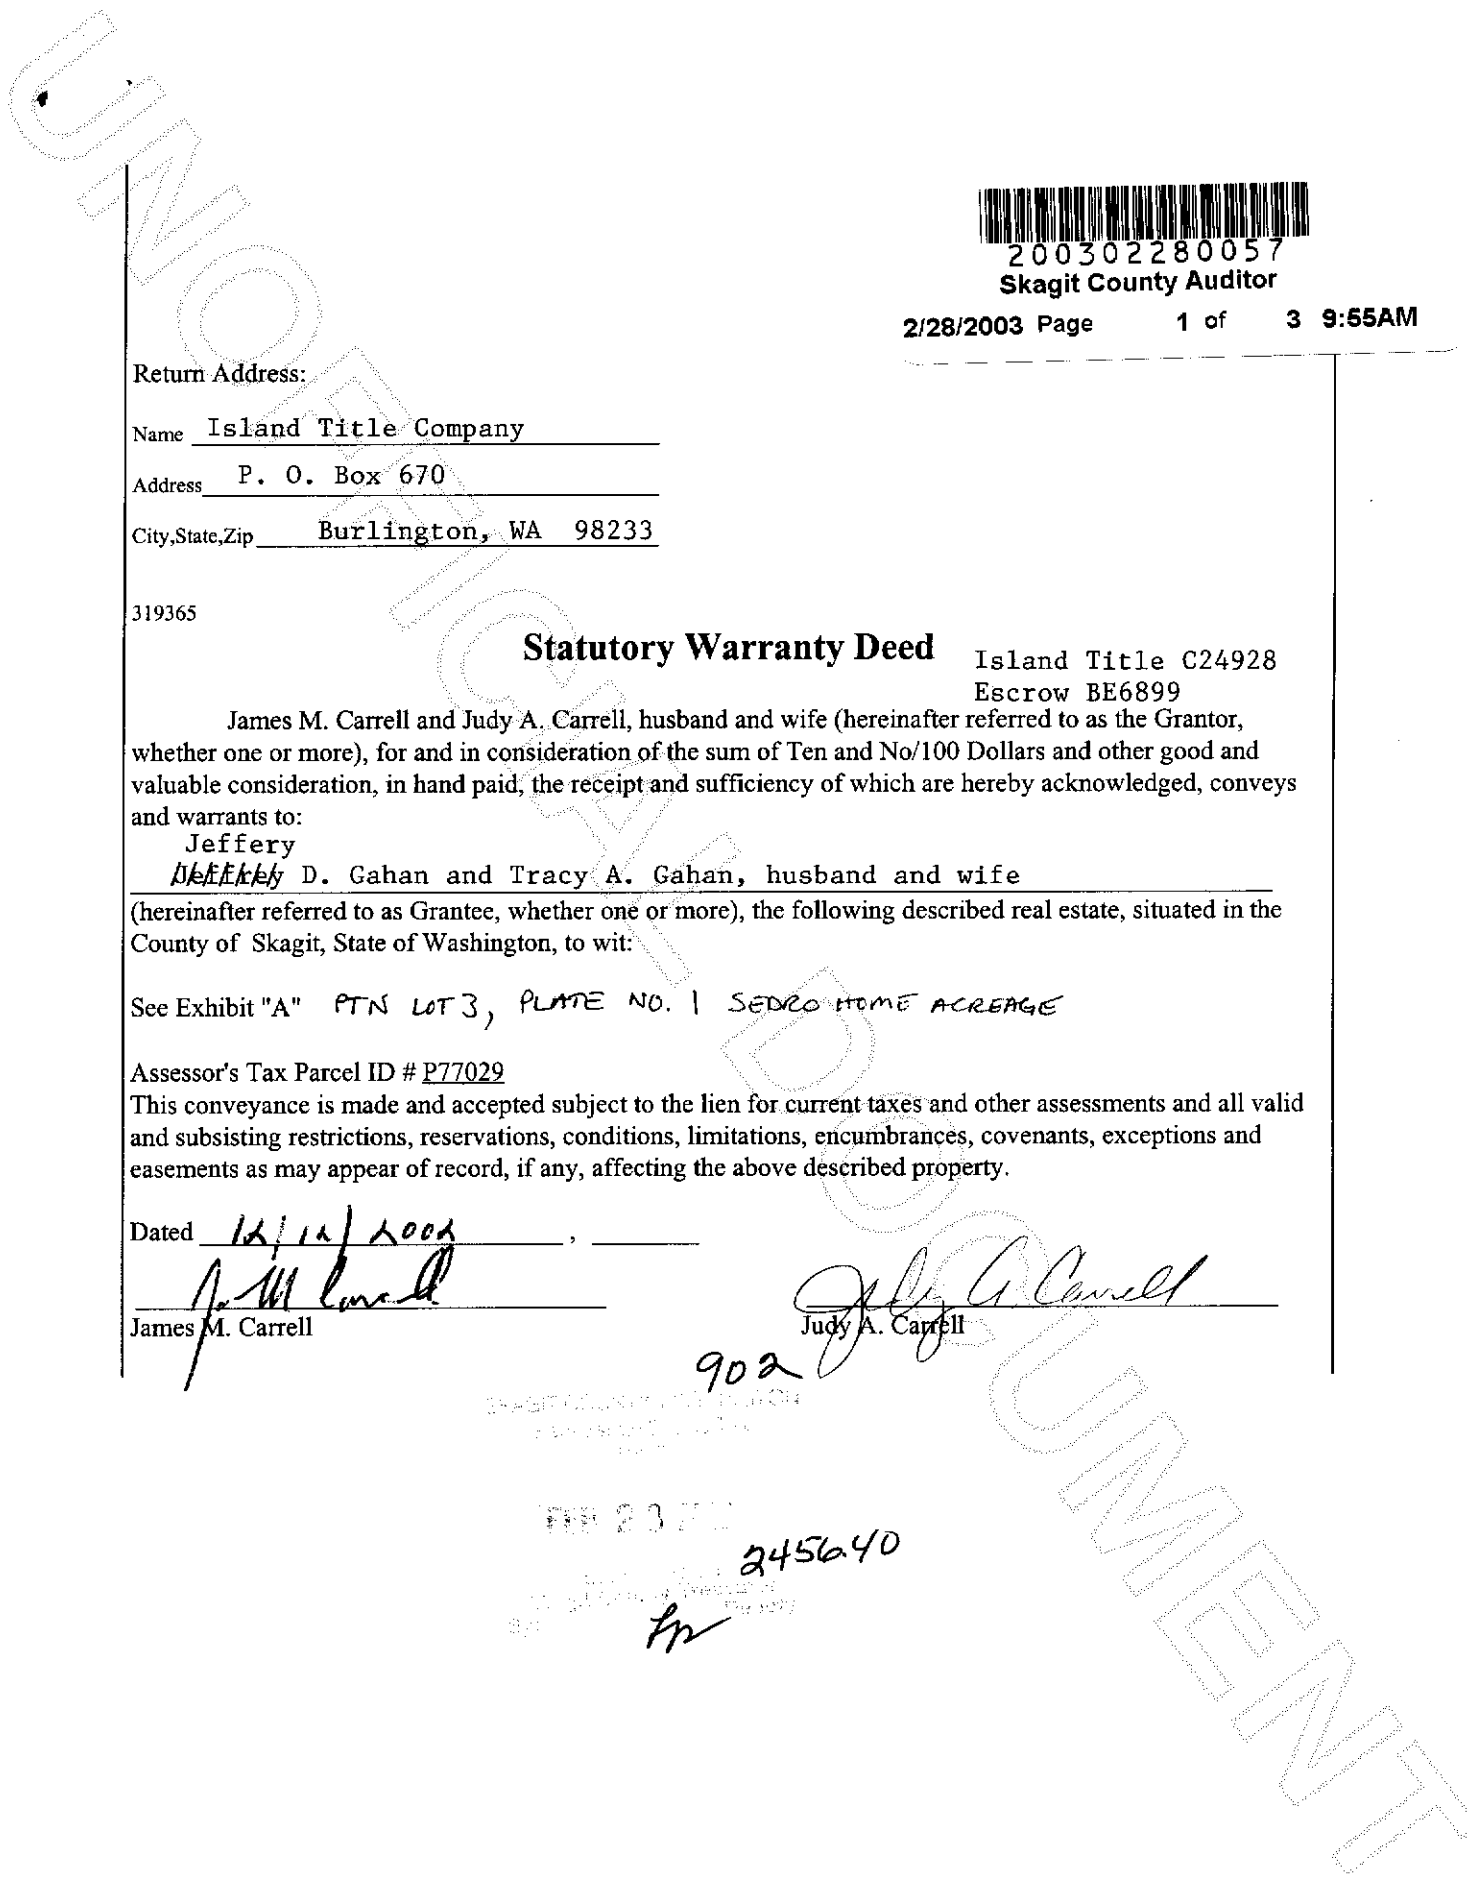 UNOFFICIAL DOCUMENT
200302280057
Skagit County Auditor
2/28/2003 Page 1 of 3 9:55AM
Return Address:
Name Island Title Company
Address P. O. Box 670
City,State,Zip Burlington, WA 98233
319365
Statutory Warranty Deed
Island Title C24928
Escrow BE6899
James M. Carrell and Judy A. Carrell, husband and wife (hereinafter referred to as the Grantor,
whether one or more), for and in consideration of the sum of Ten and No/100 Dollars and other good and
valuable consideration, in hand paid, the receipt and sufficiency of which are hereby acknowledged, conveys
and warrants to:
Jeffery
D. Gahan and Tracy A. Gahan, husband and wife
(hereinafter referred to as Grantee, whether one or more), the following described real estate, situated in the
County of Skagit, State of Washington, to wit:
See Exhibit "A" PTN LOT 3, PLATE NO. 1 SEDRO HOME ACREAGE
Assessor's Tax Parcel ID # P77029
This conveyance is made and accepted subject to the lien for current taxes and other assessments and all valid
and subsisting restrictions, reservations, conditions, limitations, encumbrances, covenants, exceptions and
easements as may appear of record, if any, affecting the above described property.
Dated 12/12/2002 ,
James M. Carrell
Judy A. Carrell
Judy A. Carrell
902
2456.40